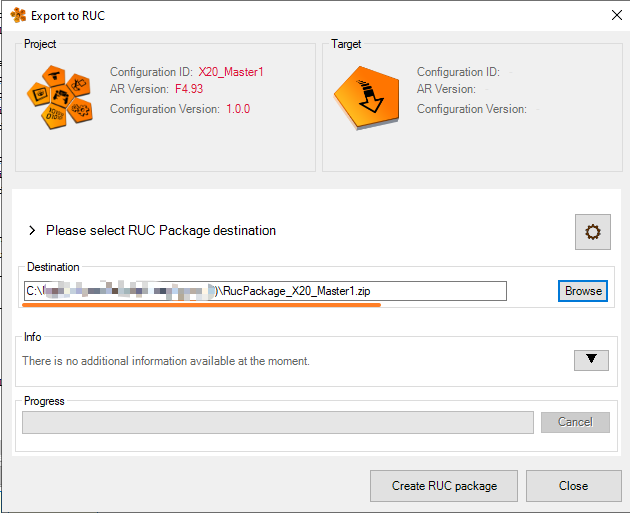 Export to RUC
Project
Configuration ID: X20_Master1
AR Version: F4.93
Configuration Version: 1.0.0
Target
Configuration ID:
AR Version:
Configuration Version:
Please select RUC Package destination
Destination
C:\ )\RucPackage_X20_Master1.zip
Browse
Info
There is no additional information available at the moment.
Progress
Cancel
Create RUC package
Close